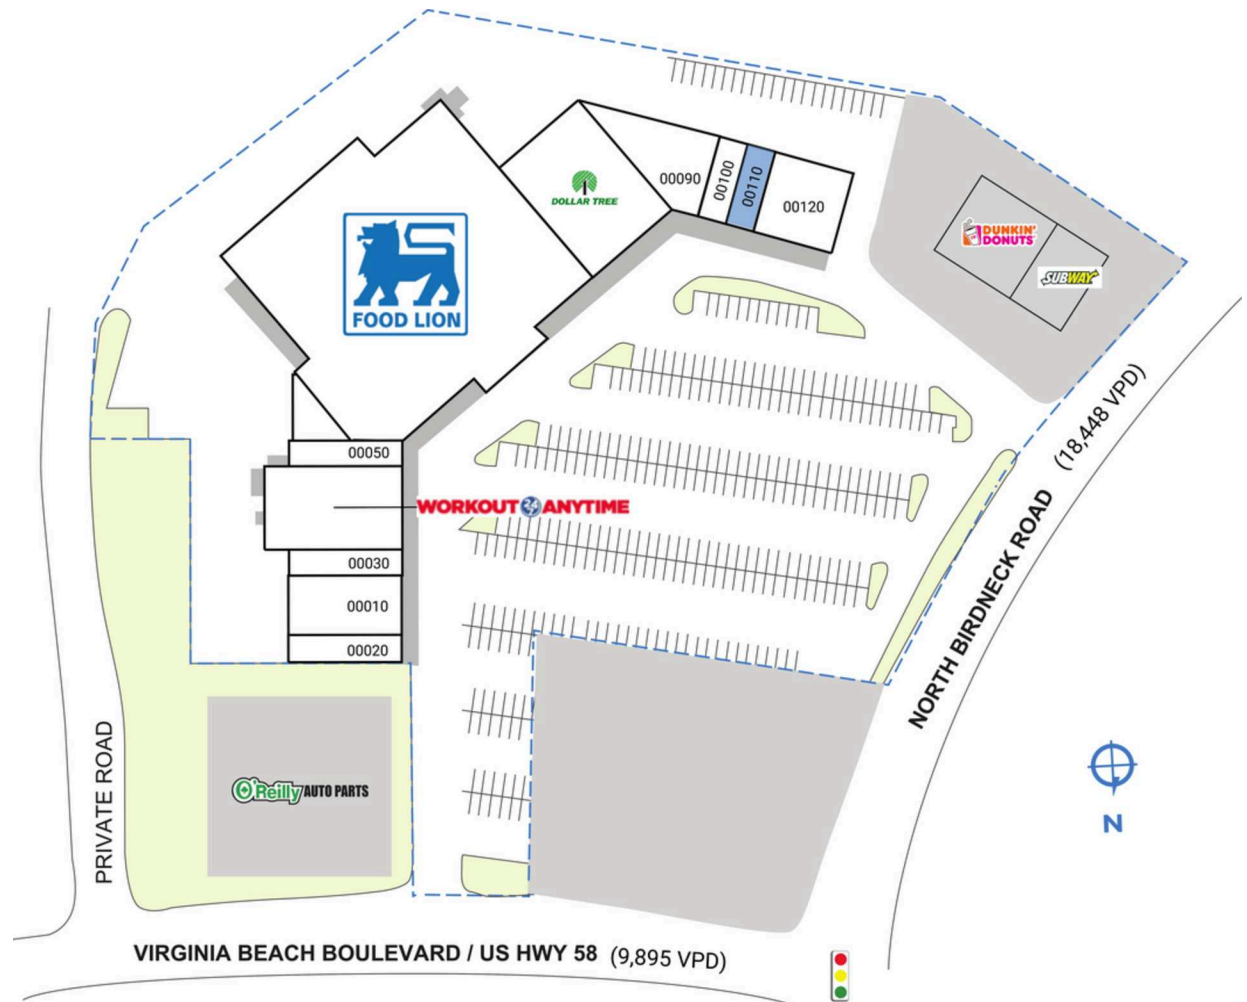 00090
00100
00110
00120
DOLLAR TREE
DUNKIN'
DONUTS
SUBWAY
FOOD LION
(18,448 VPD)
00050
WORKOUT 24 ANYTIME
00030
00010
00020
NORTH BIRDNECK ROAD
PRIVATE ROAD
O'Reilly AUTO PARTS
N
VIRGINIA BEACH BOULEVARD / US HWY 58 (9,895 VPD)